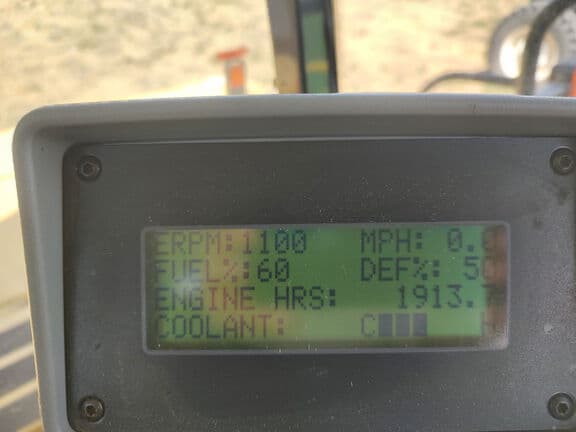 ERPM:1100 MPH: 0.
FUEL%:60 DEF%: 5
ENGINE HRS: 1913.
COOLANT: C H